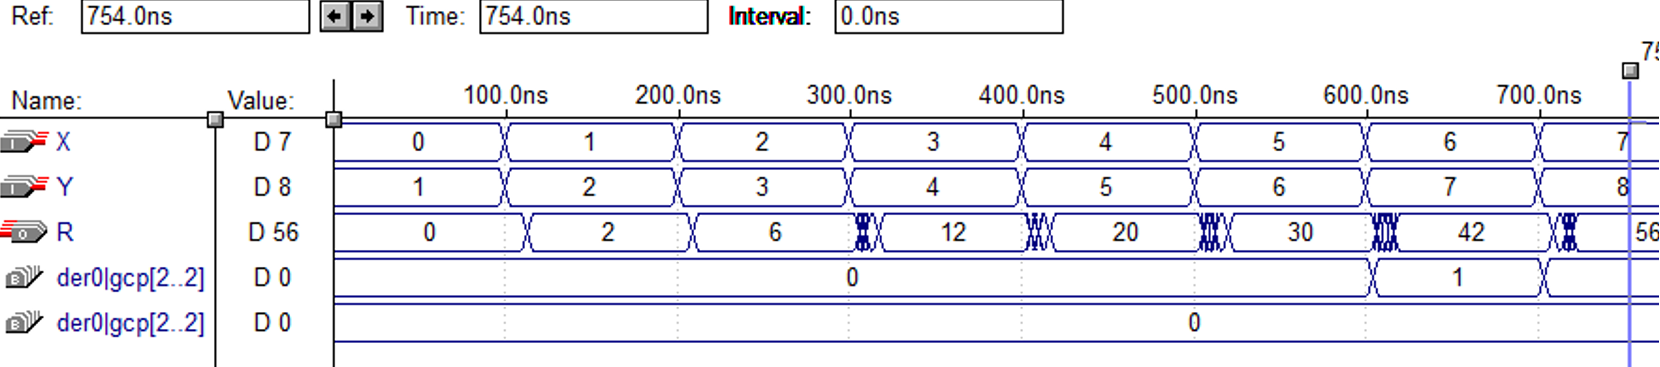 Ref: 754.0ns Time: 754.0ns Interval: 0.0ns
75
Name: Value: 100.0ns 200.0ns 300.0ns 400.0ns 500.0ns 600.0ns 700.0ns
X D 7 0 1 2 3 4 5 6 7
Y D 8 1 2 3 4 5 6 7 8
R D 56 0 2 6 12 20 30 42 56
der0|gcp[2..2] D 0 0 1
der0|gcp[2..2] D 0 0